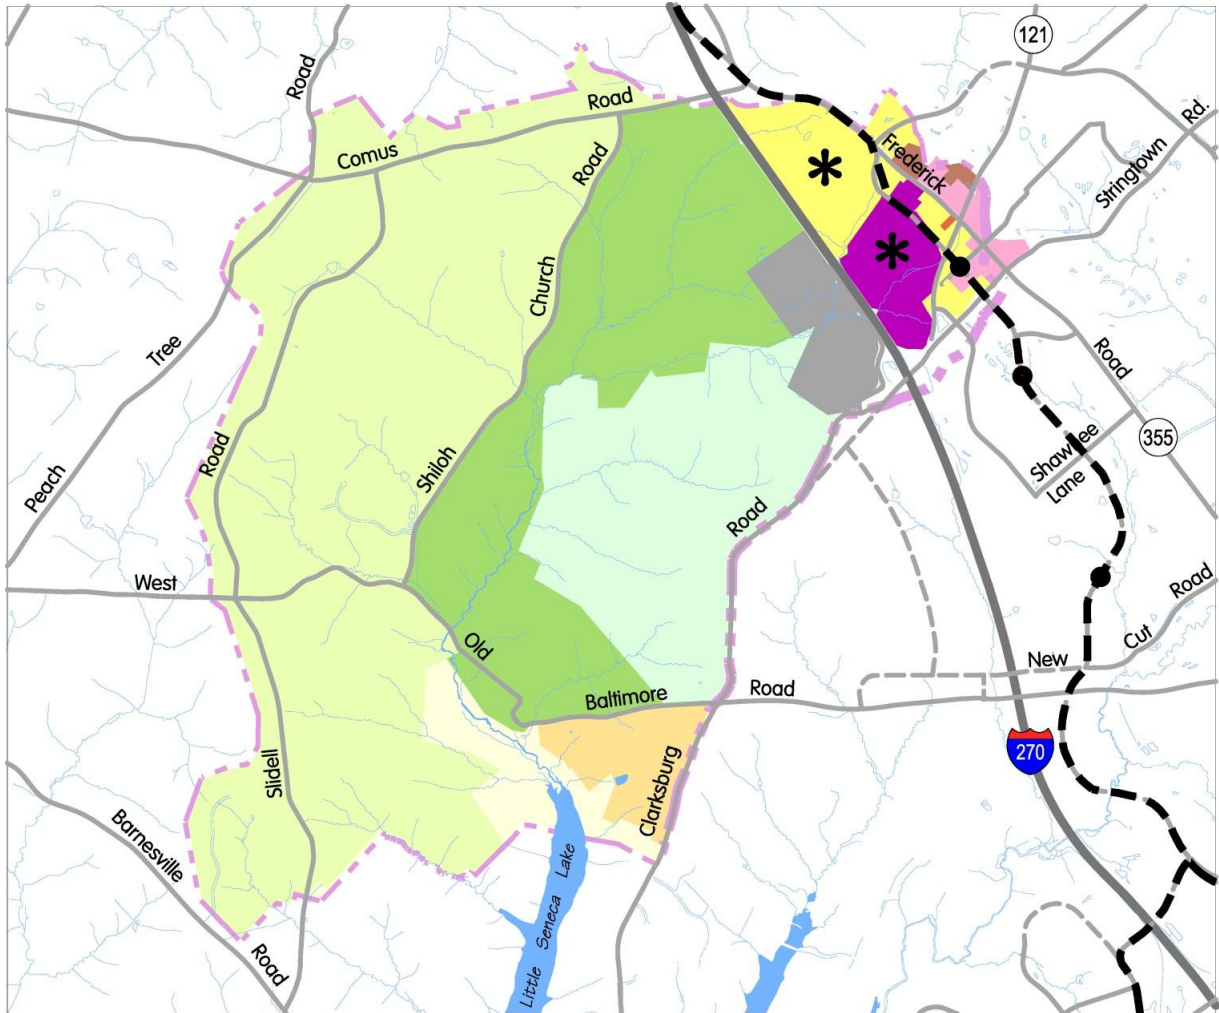 121
Road
Road
Rd.
Comus
Frederick
Stringtown
Road
Church
Tree
Road
Peach
Road
Shiloh
Shawnee
Lane
355
Road
West
Road
Old
New
Cut
Baltimore
Road
270
Slidell
Clarksburg
Barnesville
Road
Little Seneca Lake